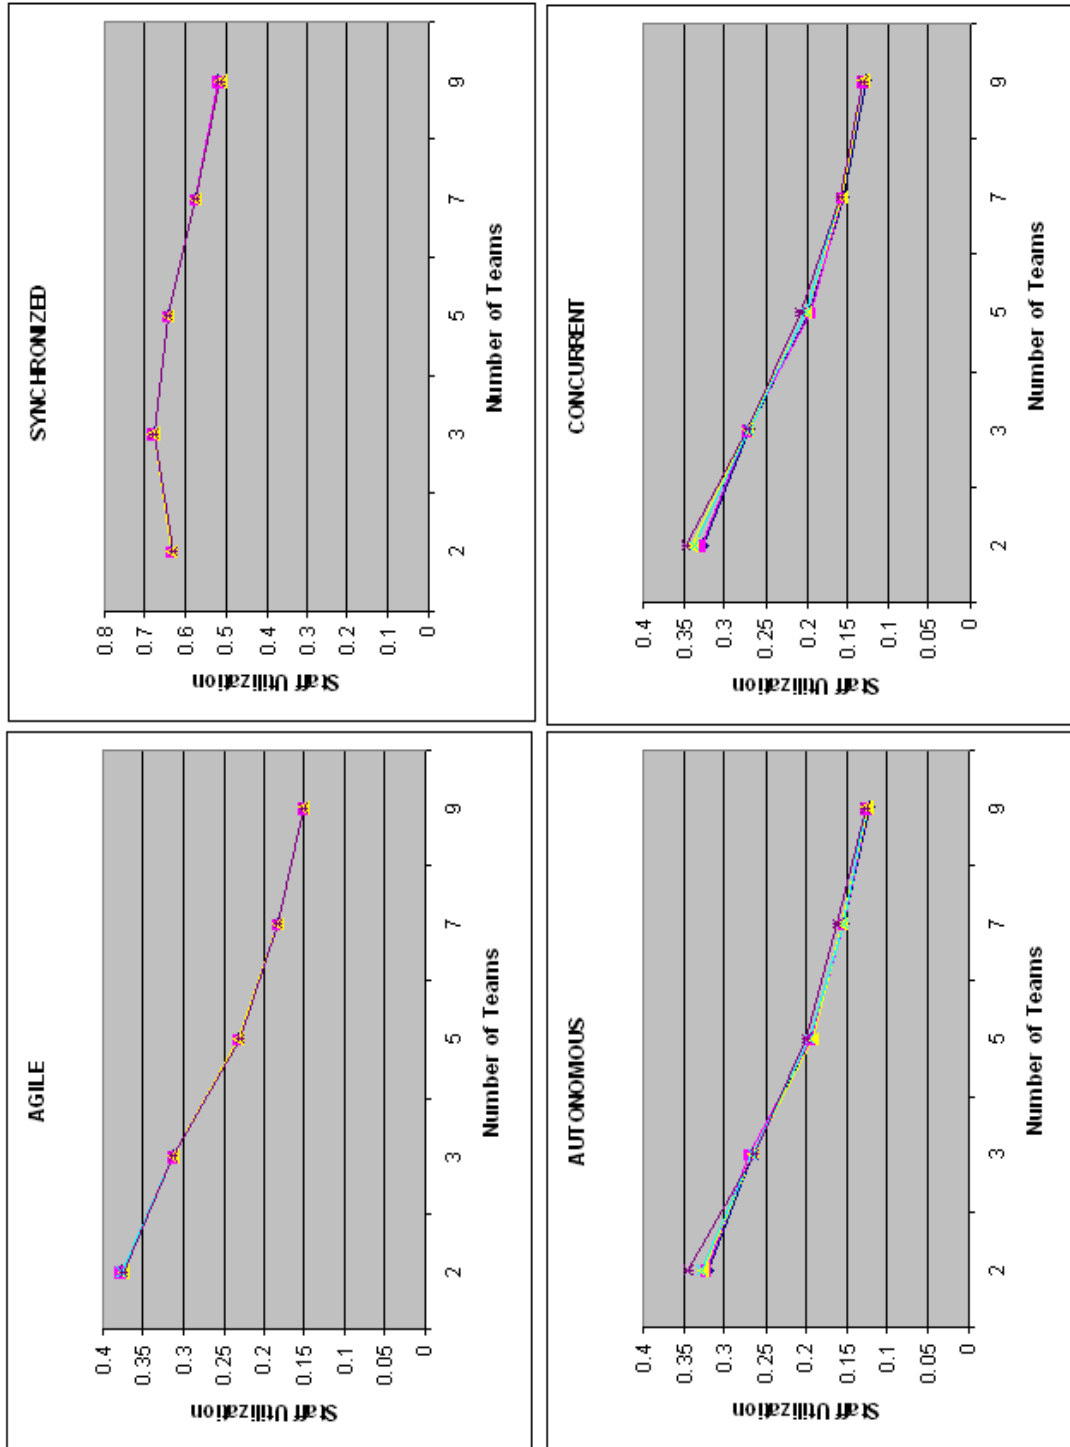 AGILE
Staff Utilization
0.4
0.35
0.3
0.25
0.2
0.15
0.1
0.05
0
2 3 5 7 9
Number of Teams
SYNCHRONIZED
Staff Utilization
0.8
0.7
0.6
0.5
0.4
0.3
0.2
0.1
0
2 3 5 7 9
Number of Teams
AUTONOMOUS
Staff Utilization
0.4
0.35
0.3
0.25
0.2
0.15
0.1
0.05
0
2 3 5 7 9
Number of Teams
CONCURRENT
Staff Utilization
0.4
0.35
0.3
0.25
0.2
0.15
0.1
0.05
0
2 3 5 7 9
Number of Teams